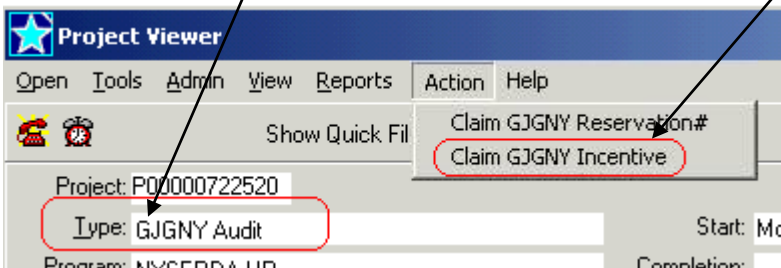 Project Viewer
Open Tools Admin View Reports Action Help
Claim GJGNY Reservation#
Show Quick Fil
Claim GJGNY Incentive
Project: P00000722520
Type: GJGNY Audit Start: Mo
Program: NYSERDA HP Completion: